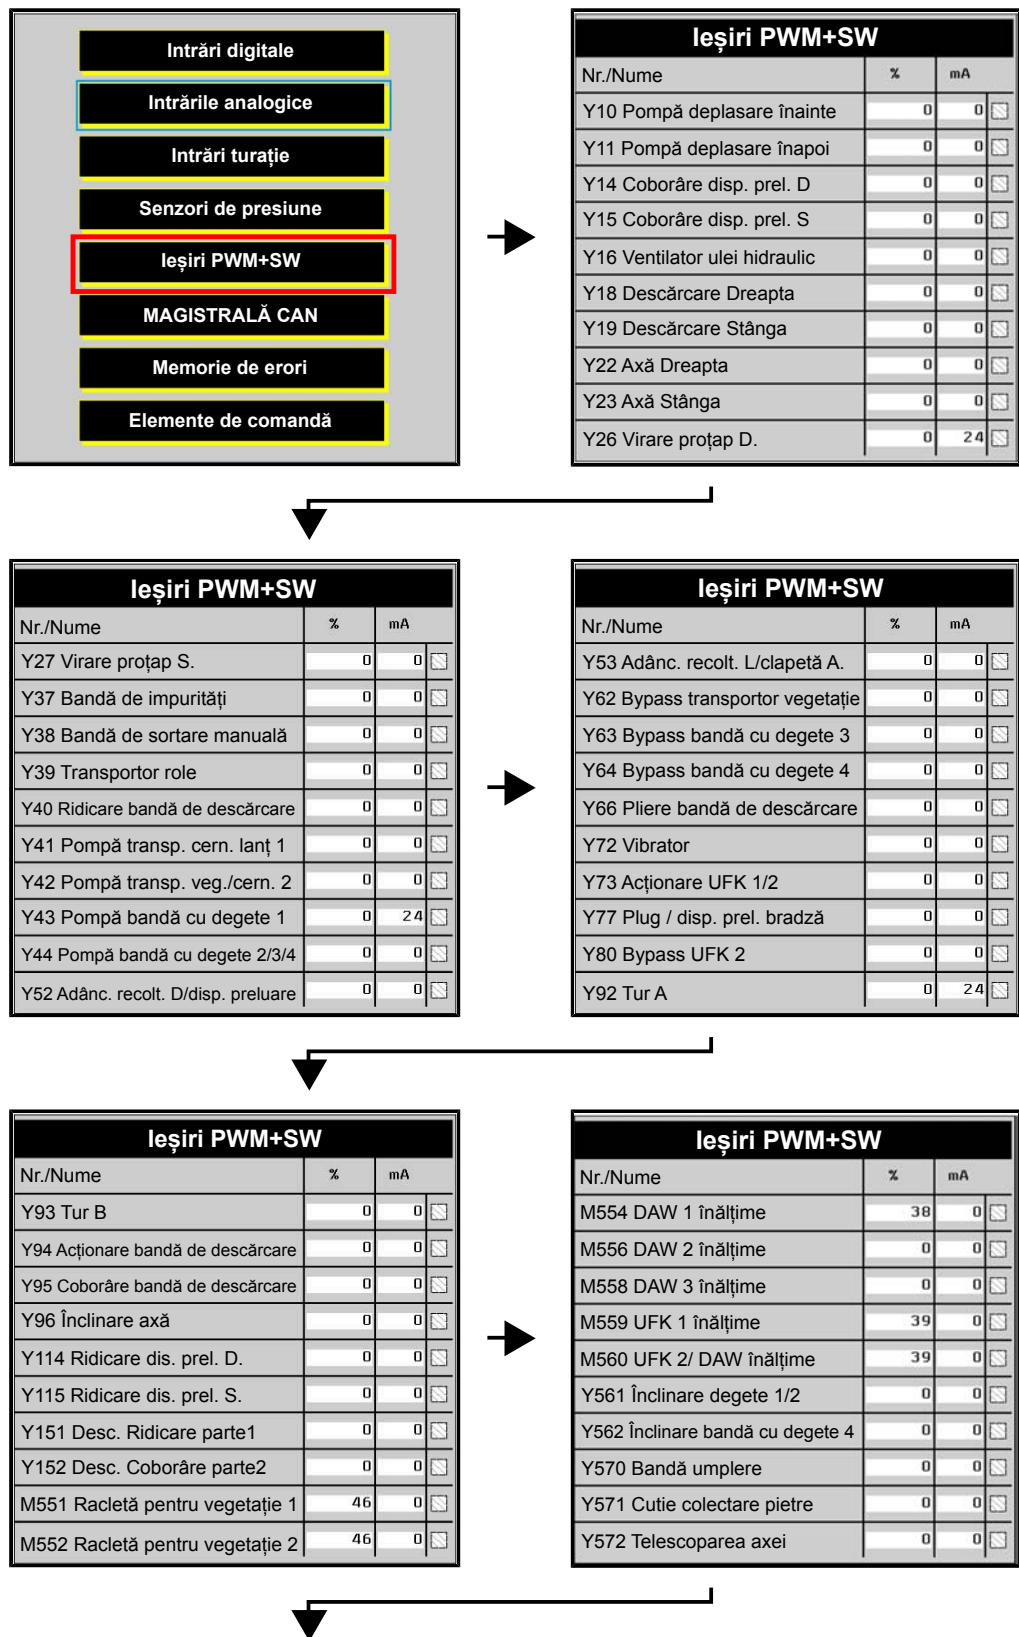 Intrări digitale
Intrările analogice
Intrări turație
Senzori de presiune
Ieșiri PWM+SW
MAGISTRALĂ CAN
Memorie de erori
Elemente de comandă
Ieșiri PWM+SW
Nr./Nume % mA
Y10 Pompă deplasare înainte 0 0
Y11 Pompă deplasare înapoi 0 0
Y14 Coborâre disp. prel. D 0 0
Y15 Coborâre disp. prel. S 0 0
Y16 Ventilator ulei hidraulic 0 0
Y18 Descărcare Dreapta 0 0
Y19 Descărcare Stânga 0 0
Y22 Axă Dreapta 0 0
Y23 Axă Stânga 0 0
Y26 Virare proțap D. 0 24
Ieșiri PWM+SW
Nr./Nume % mA
Y27 Virare proțap S. 0 0
Y37 Bandă de impurități 0 0
Y38 Bandă de sortare manuală 0 0
Y39 Transportor role 0 0
Y40 Ridicare bandă de descărcare 0 0
Y41 Pompă transp. cern. lanț 1 0 0
Y42 Pompă transp. veg./cern. 2 0 0
Y43 Pompă bandă cu degete 1 0 24
Y44 Pompă bandă cu degete 2/3/4 0 0
Y52 Adânc. recolt. D/disp. preluare 0 0
Ieșiri PWM+SW
Nr./Nume % mA
Y53 Adânc. recolt. L/clapetă A. 0 0
Y62 Bypass transportor vegetație 0 0
Y63 Bypass bandă cu degete 3 0 0
Y64 Bypass bandă cu degete 4 0 0
Y66 Pliere bandă de descărcare 0 0
Y72 Vibrator 0 0
Y73 Acționare UFK 1/2 0 0
Y77 Plug / disp. prel. bradză 0 0
Y80 Bypass UFK 2 0 0
Y92 Tur A 0 24
Ieșiri PWM+SW
Nr./Nume % mA
Y93 Tur B 0 0
Y94 Acționare bandă de descărcare 0 0
Y95 Coborâre bandă de descărcare 0 0
Y96 Înclinare axă 0 0
Y114 Ridicare dis. prel. D. 0 0
Y115 Ridicare dis. prel. S. 0 0
Y151 Desc. Ridicare parte1 0 0
Y152 Desc. Coborâre parte2 0 0
M551 Racletă pentru vegetație 1 46 0
M552 Racletă pentru vegetație 2 46 0
Ieșiri PWM+SW
Nr./Nume % mA
M554 DAW 1 înălțime 38 0
M556 DAW 2 înălțime 0 0
M558 DAW 3 înălțime 0 0
M559 UFK 1 înălțime 39 0
M560 UFK 2/ DAW înălțime 39 0
Y561 Înclinare degete 1/2 0 0
Y562 Înclinare bandă cu degete 4 0 0
Y570 Bandă umplere 0 0
Y571 Cutie colectare pietre 0 0
Y572 Telescoparea axei 0 0